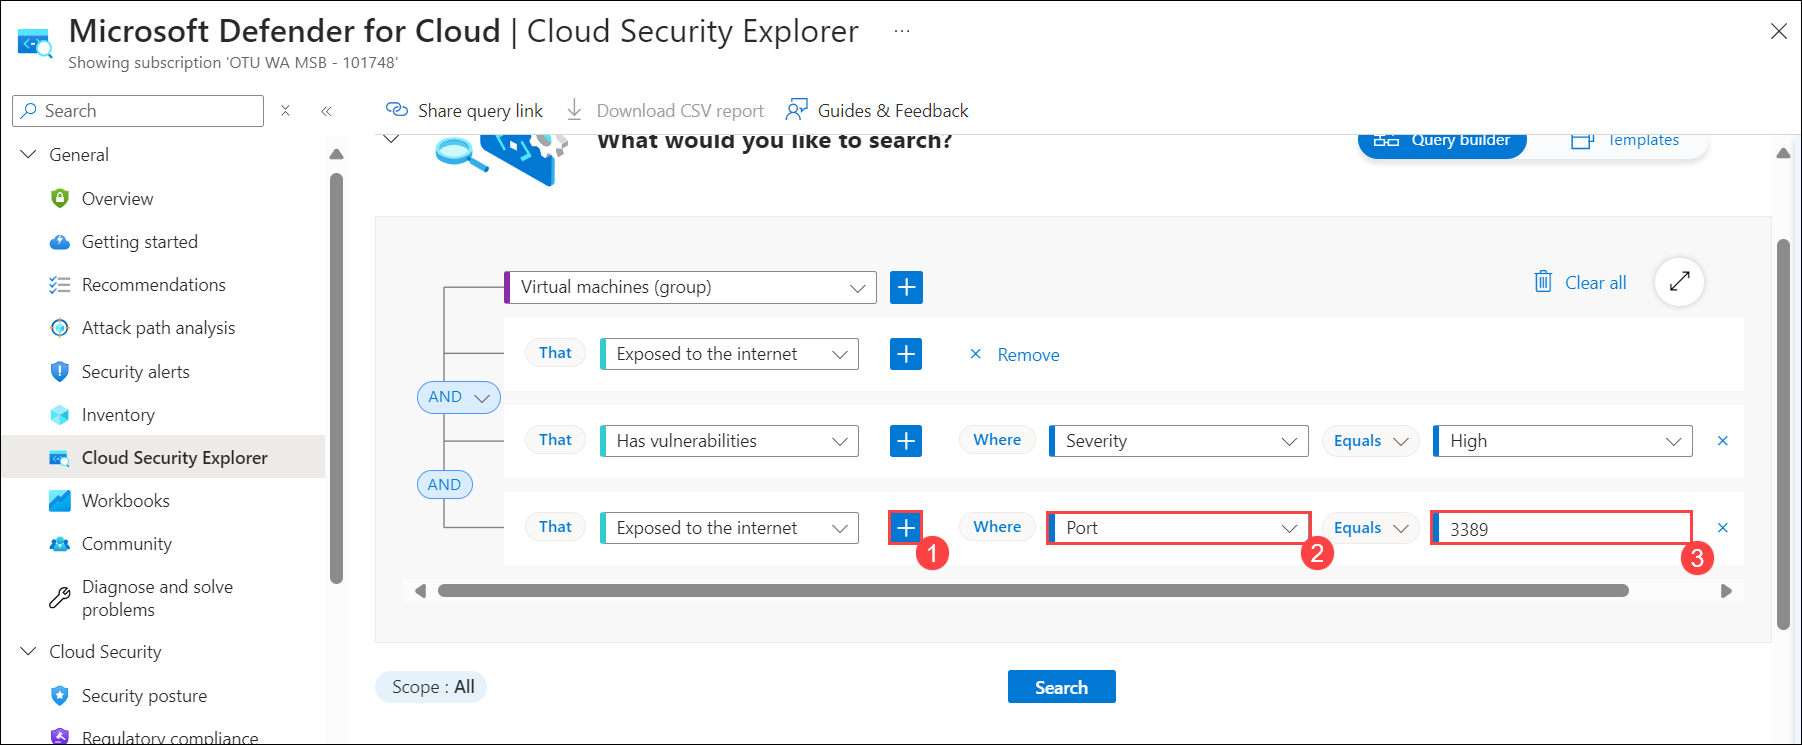 Microsoft Defender for Cloud | Cloud Security Explorer ...
Showing subscription 'OTU WA MSB - 101748'
Search
Share query link
Download CSV report
Guides & Feedback
General
Overview
Getting started
Recommendations
Attack path analysis
Security alerts
Inventory
Cloud Security Explorer
Workbooks
Community
Diagnose and solve
problems
Cloud Security
Security posture
Regulatory compliance
What would you like to search?
Query builder
Templates
Virtual machines (group)
Clear all
That Exposed to the internet Remove
AND
That Has vulnerabilities Where Severity Equals High
AND
That Exposed to the internet Where Port Equals 3389
1 2 3
Scope : All
Search